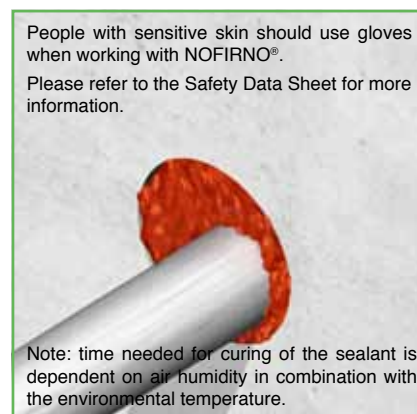 People with sensitive skin should use gloves
when working with NOFIRNO®.
Please refer to the Safety Data Sheet for more
information.
Note: time needed for curing of the sealant is
dependent on air humidity in combination with
the environmental temperature.